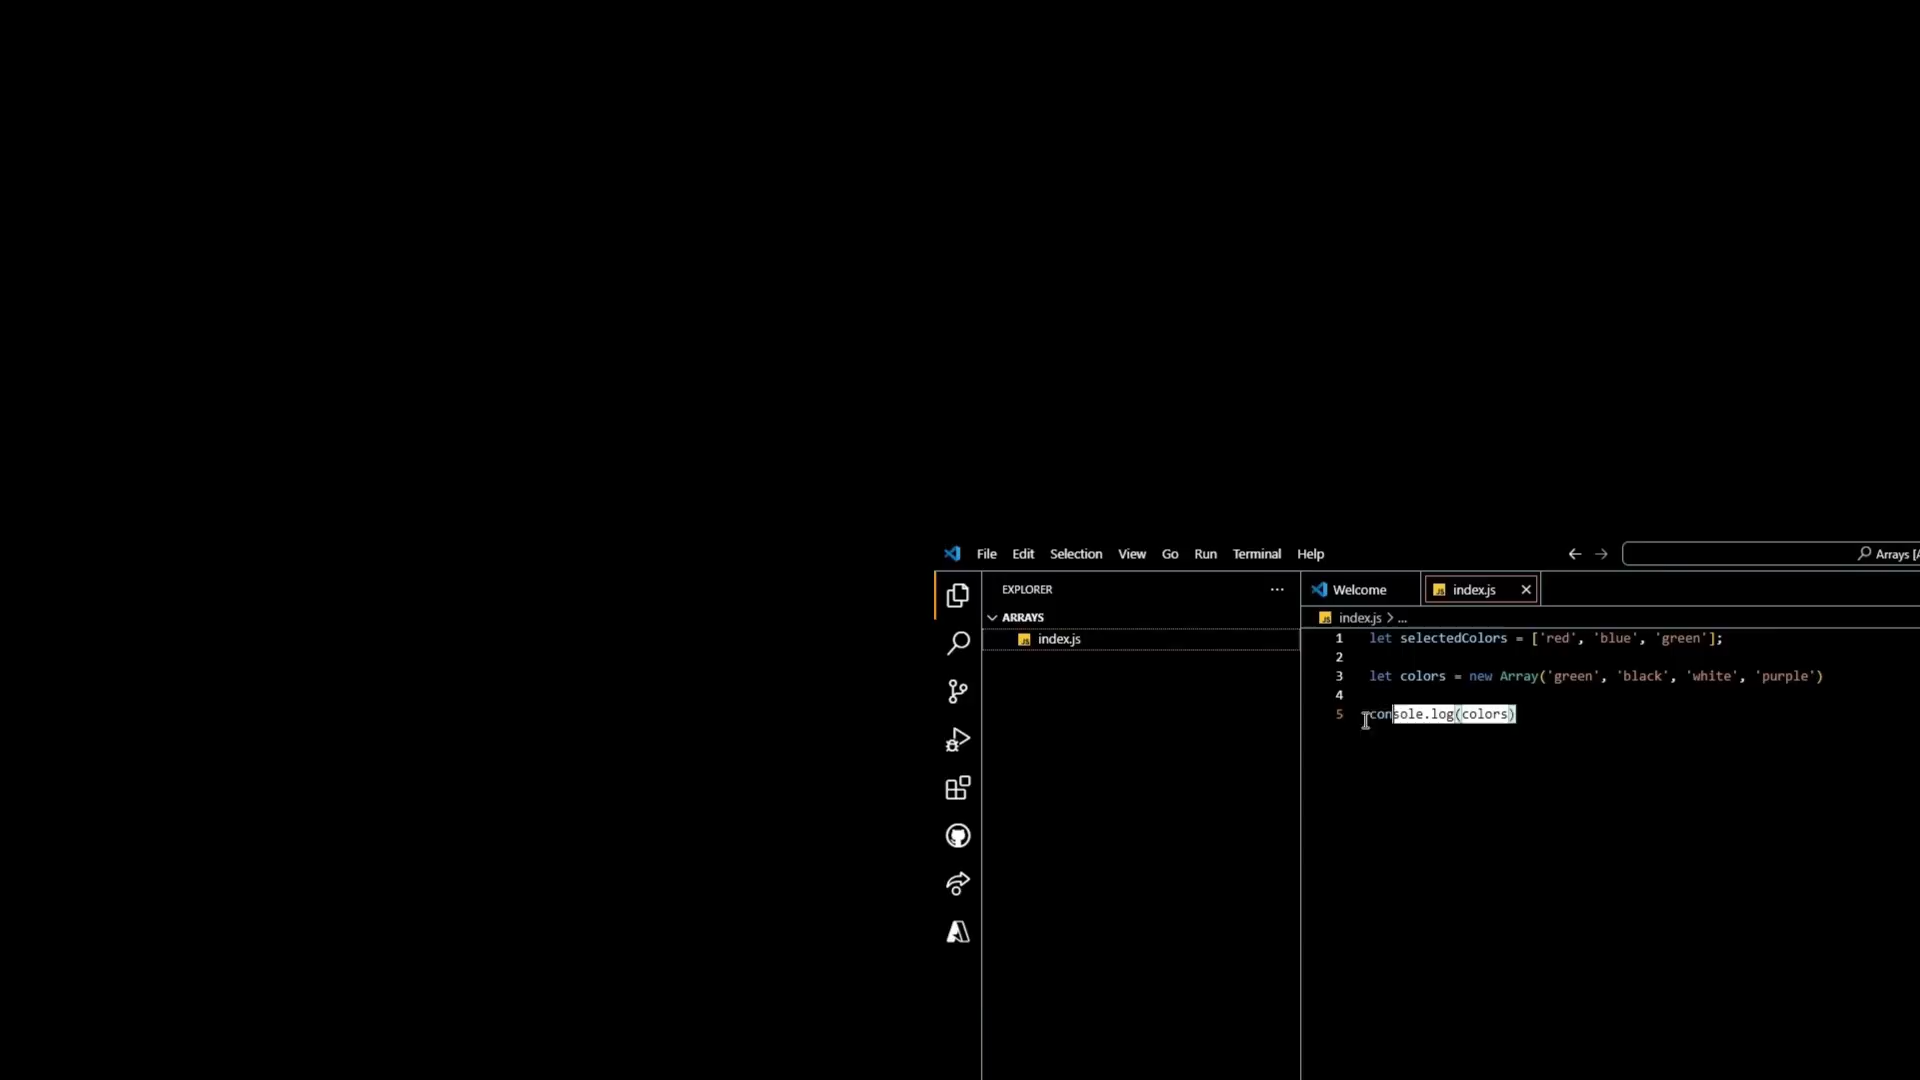 File Edit Selection View Go Run Terminal Help
Arrays [A
EXPLORER
ARRAYS
index.js
Welcome
index.js
index.js > ...
1 let selectedColors = ['red', 'blue', 'green'];
2
3 let colors = new Array('green', 'black', 'white', 'purple')
4
5 console.log(colors)